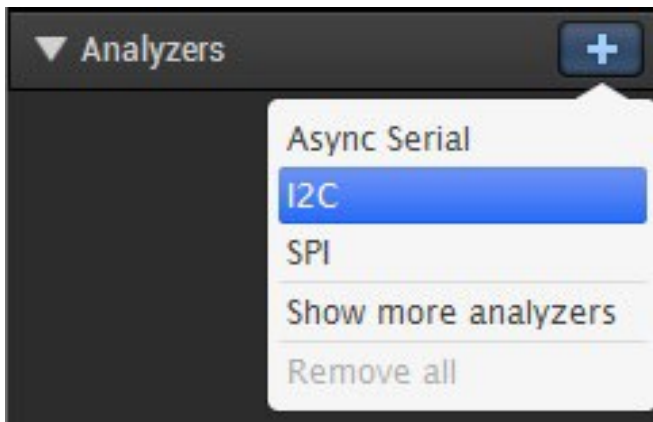 Analyzers
Async Serial
I2C
SPI
Show more analyzers
Remove all